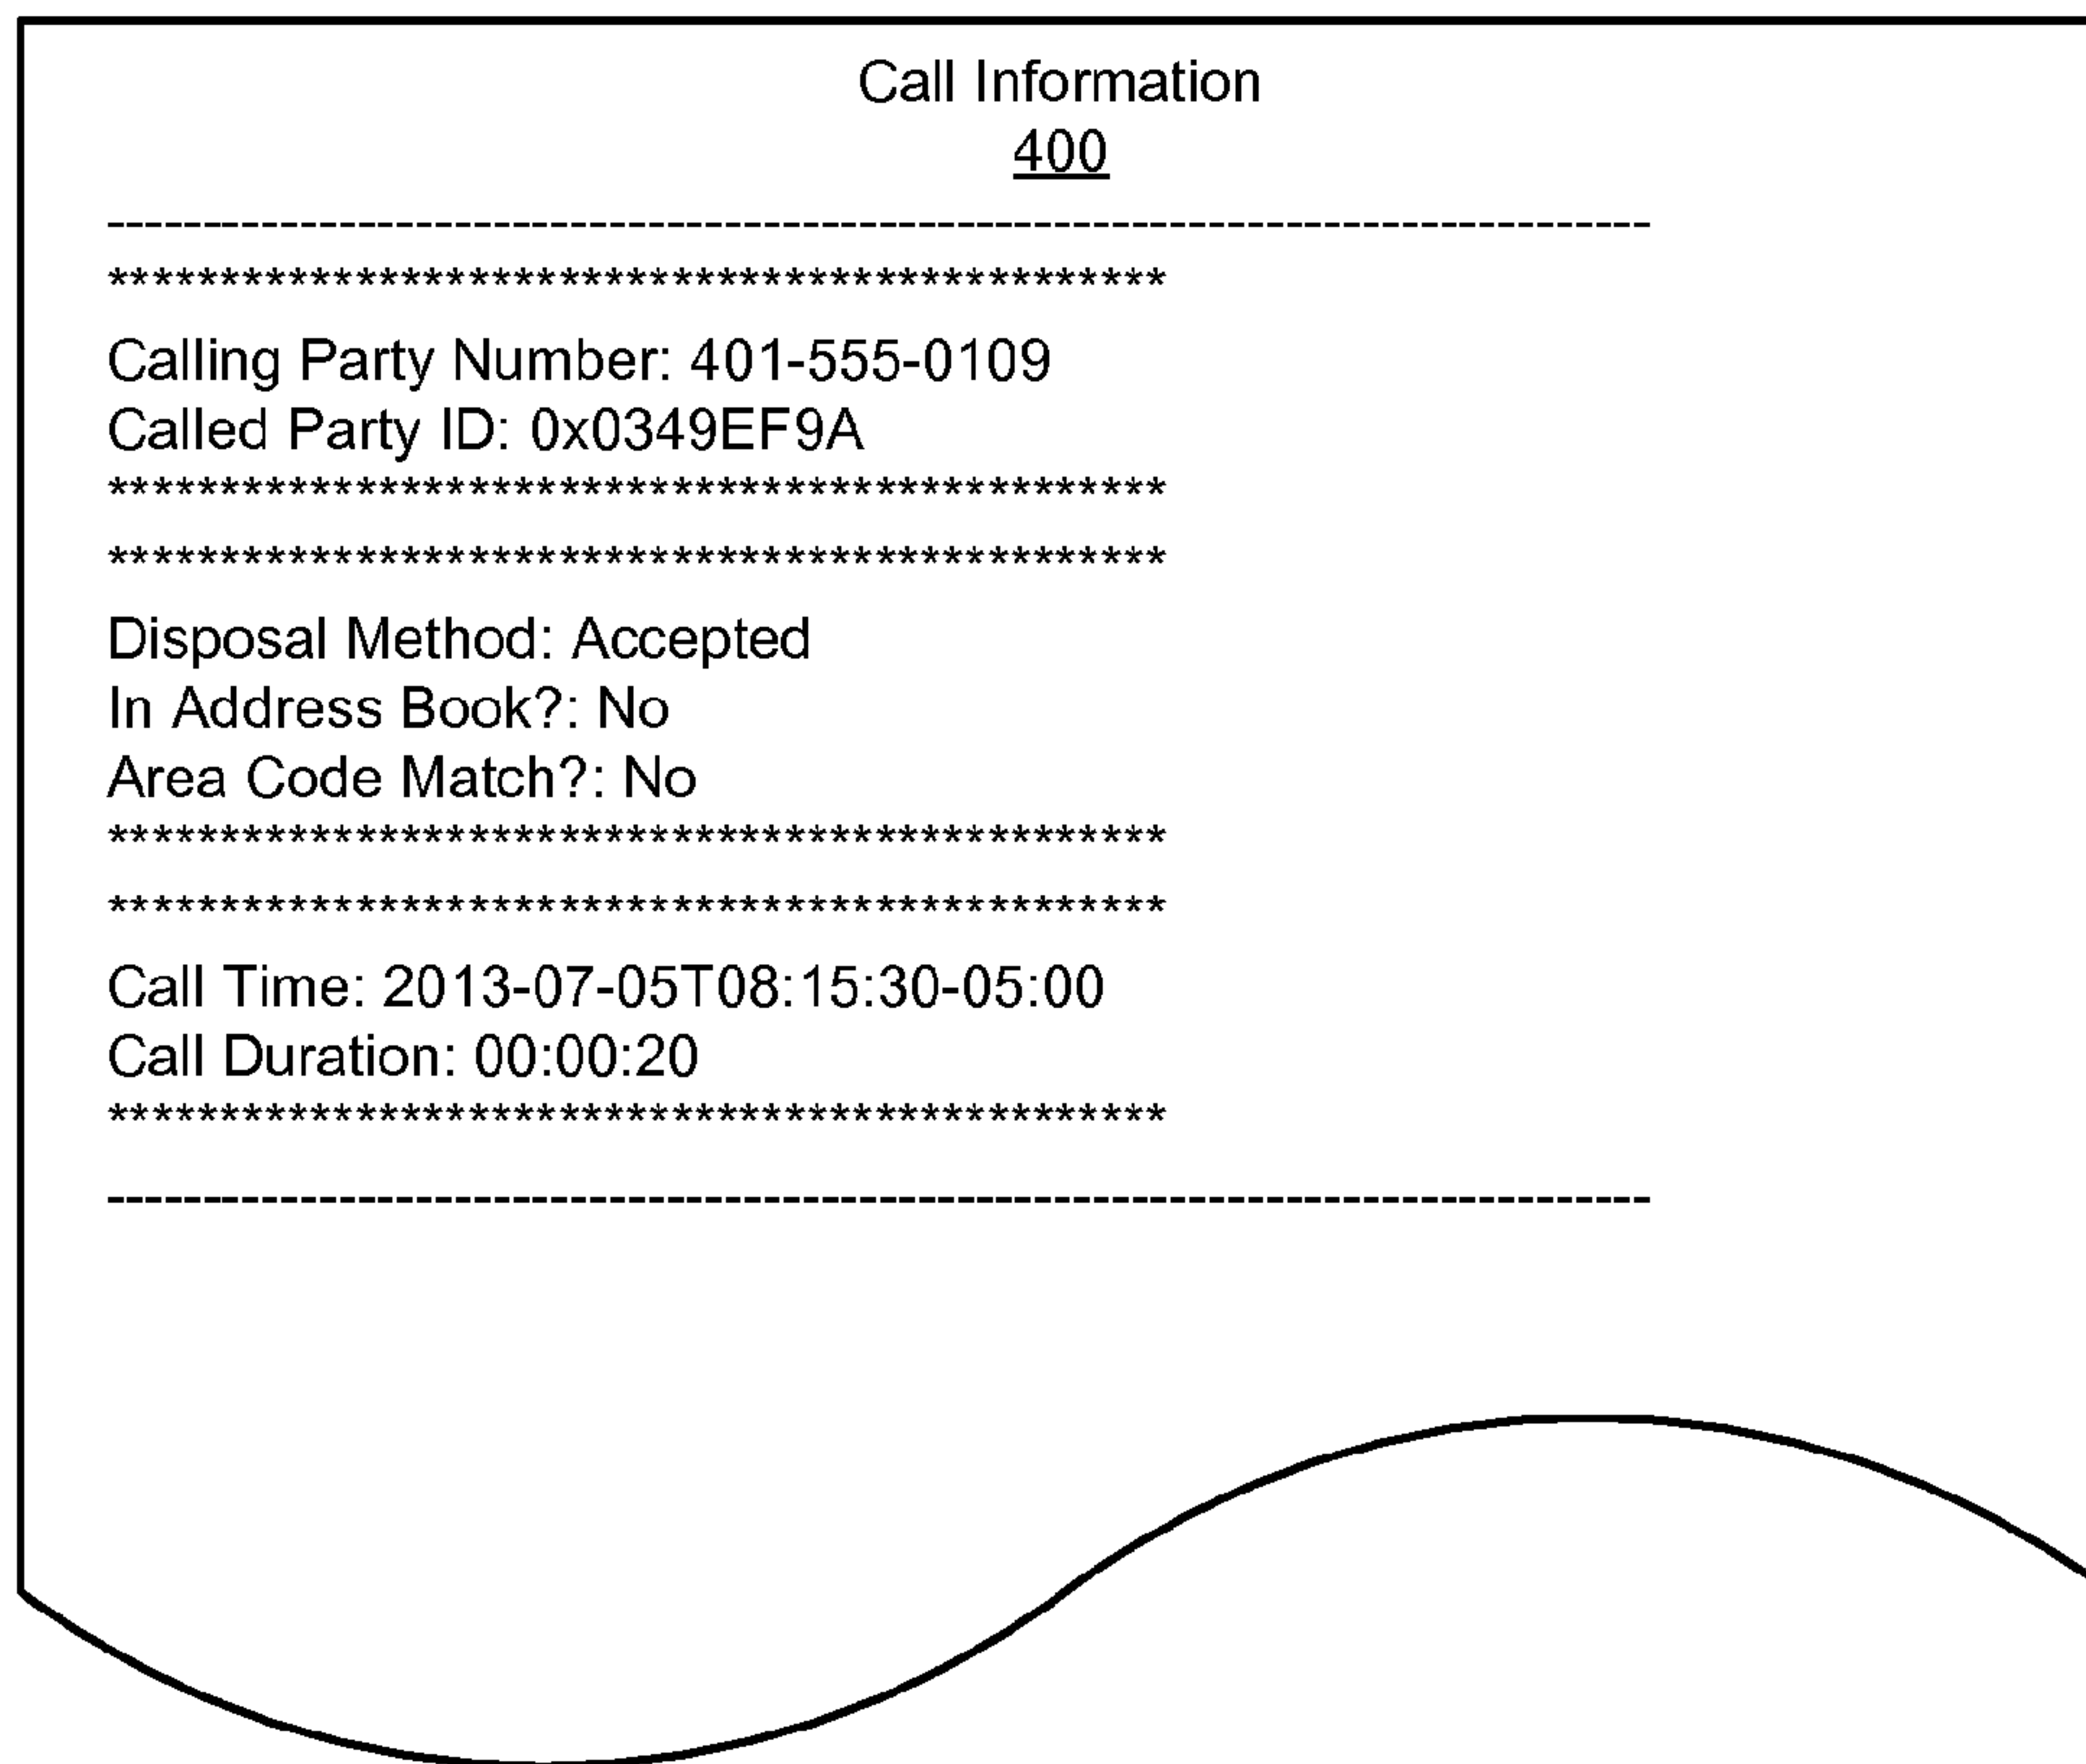 Call Information
400
--------------------------------------------------------------------------------
***********************************************
Calling Party Number: 401-555-0109
Called Party ID: 0x0349EF9A
***********************************************
***********************************************
Disposal Method: Accepted
In Address Book?: No
Area Code Match?: No
***********************************************
***********************************************
Call Time: 2013-07-05T08:15:30-05:00
Call Duration: 00:00:20
***********************************************
--------------------------------------------------------------------------------